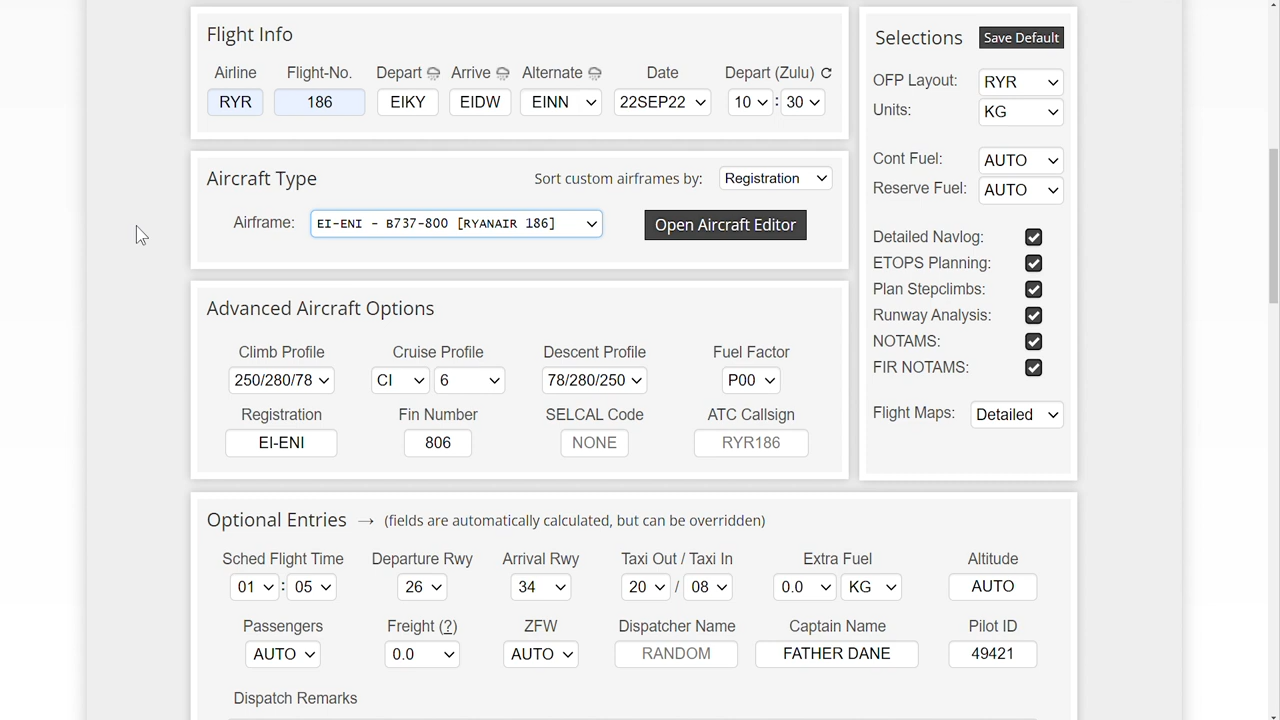 Flight Info
Airline Flight-No. Depart Arrive Alternate Date Depart (Zulu)
RYR 186 EIKY EIDW EINN 22SEP22 10 : 30
Aircraft Type Sort custom airframes by: Registration
Airframe: EI-ENI - B737-800 [RYANAIR 186] Open Aircraft Editor
Advanced Aircraft Options
Climb Profile Cruise Profile Descent Profile Fuel Factor
250/280/78 CI 6 78/280/250 P00
Registration Fin Number SELCAL Code ATC Callsign
EI-ENI 806 NONE RYR186
Selections Save Default
OFP Layout: RYR
Units: KG
Cont Fuel: AUTO
Reserve Fuel: AUTO
Detailed Navlog:
ETOPS Planning:
Plan Stepclimbs:
Runway Analysis:
NOTAMS:
FIR NOTAMS:
Flight Maps: Detailed
Optional Entries → (fields are automatically calculated, but can be overridden)
Sched Flight Time Departure Rwy Arrival Rwy Taxi Out / Taxi In Extra Fuel Altitude
01 : 05 26 34 20 / 08 0.0 KG AUTO
Passengers Freight (?) ZFW Dispatcher Name Captain Name Pilot ID
AUTO 0.0 AUTO RANDOM FATHER DANE 49421
Dispatch Remarks